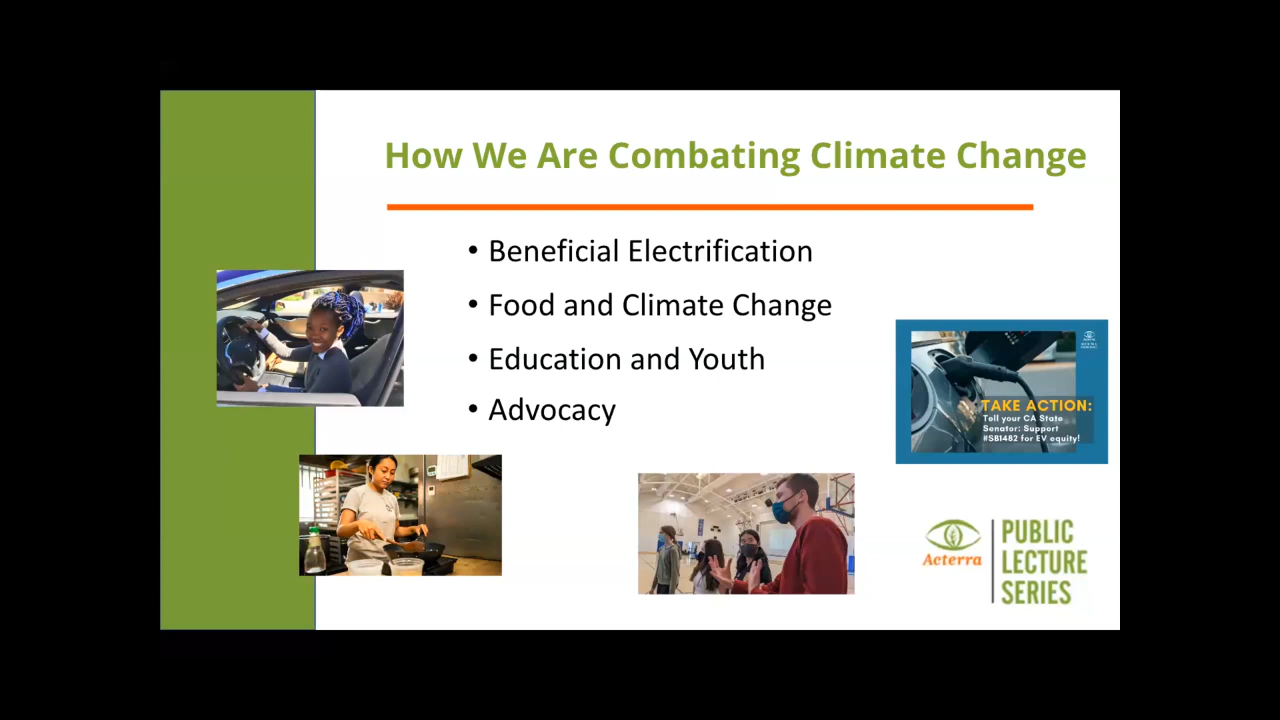 How We Are Combating Climate Change
• Beneficial Electrification
• Food and Climate Change
• Education and Youth
• Advocacy
TAKE ACTION:
Tell your CA State
Senator: Support
#SB1482 for EV equity!
Acterra
PUBLIC
LECTURE
SERIES